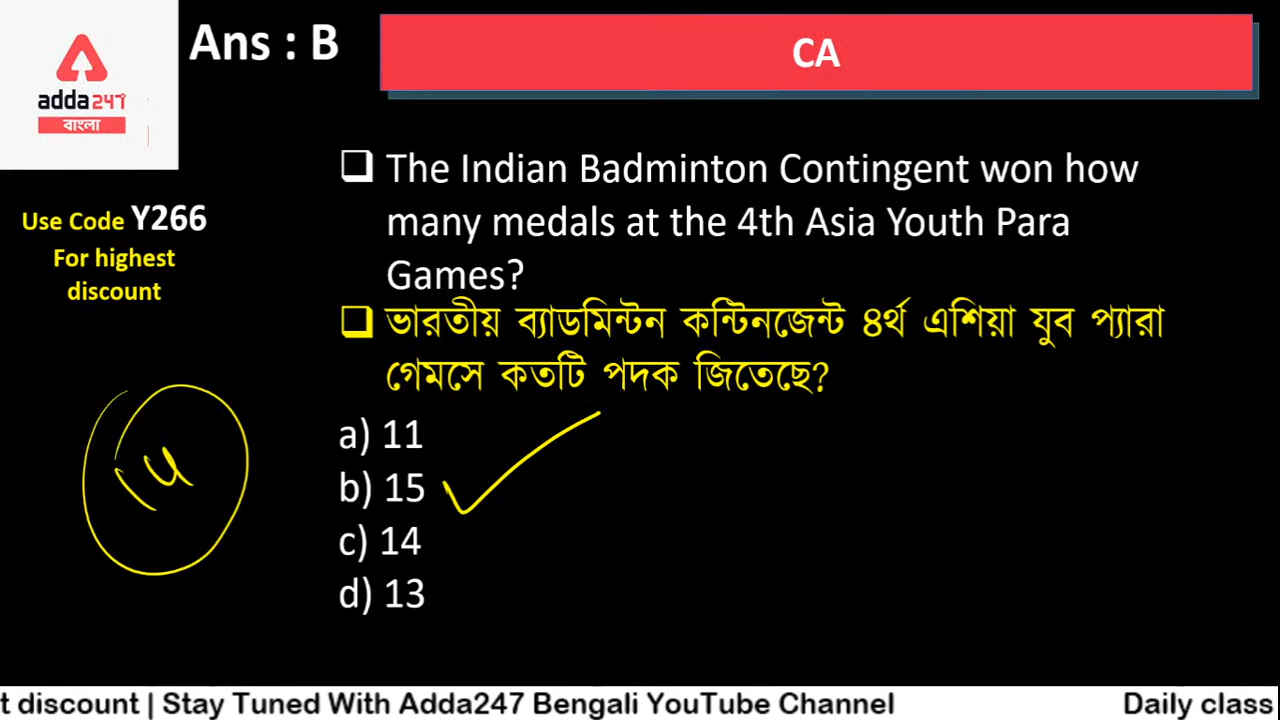 Ans : B
CA
adda247
বাংলা
Use Code Y266
For highest
discount
❑ The Indian Badminton Contingent won how
many medals at the 4th Asia Youth Para
Games?
❑ ভারতীয় ব্যাডমিন্টন কন্টিনজেন্ট ৪র্থ এশিয়া যুব প্যারা
গেমসে কতটি পদক জিতেছে?
a) 11
b) 15
c) 14
d) 13
t discount | Stay Tuned With Adda247 Bengali YouTube Channel
Daily class